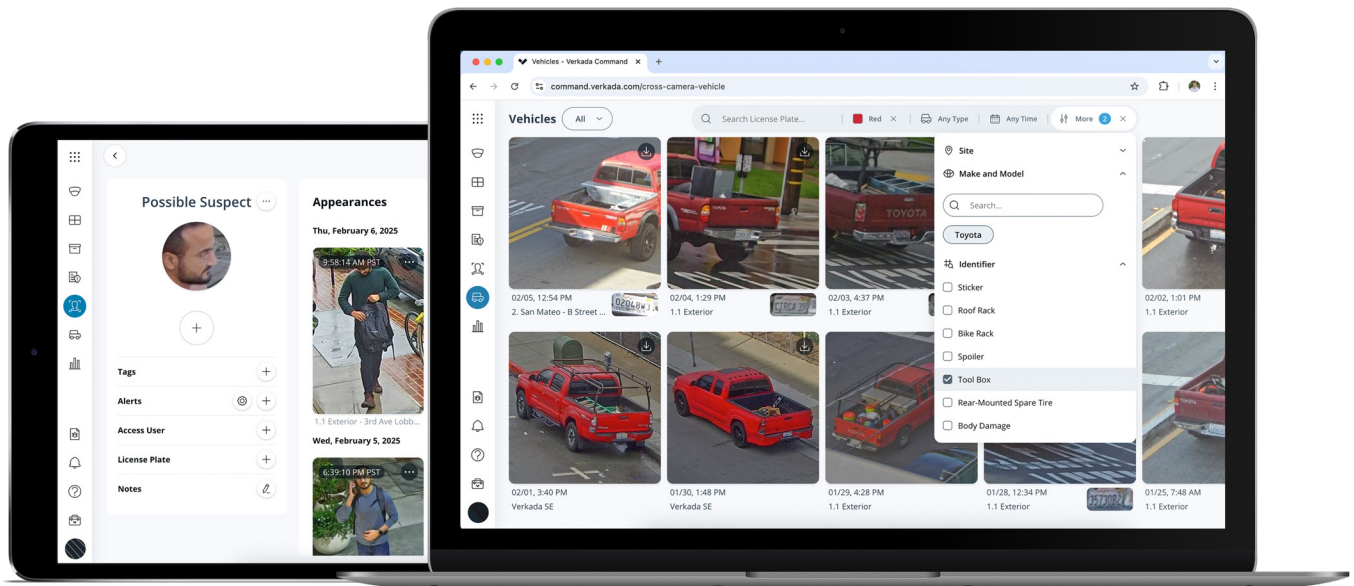 Possible Suspect
Tags
Alerts
Access User
License Plate
Notes
Appearances
Thu, February 6, 2025
9:58:14 AM PST
1.1 Exterior - 3rd Ave Lobb...
Wed, February 5, 2025
6:39:10 PM PST
Vehicles - Verkada Command
command.verkada.com/cross-camera-vehicle
Vehicles
All
Search License Plate...
Red
Any Type
Any Time
More 2
Site
Make and Model
Search...
Toyota
Identifier
Sticker
Roof Rack
Bike Rack
Spoiler
Tool Box
Rear-Mounted Spare Tire
Body Damage
TOYOTA
02/05, 12:54 PM
2. San Mateo - B Street ...
02/04, 1:29 PM
1.1 Exterior
02/03, 4:37 PM
1.1 Exterior
02/02, 1:01 PM
1.1 Exterior
02/01, 3:40 PM
Verkada SE
01/30, 1:48 PM
Verkada SE
01/29, 4:28 PM
1.1 Exterior
01/28, 12:34 PM
1.1 Exterior
01/25, 7:48 AM
1.1 Exterior